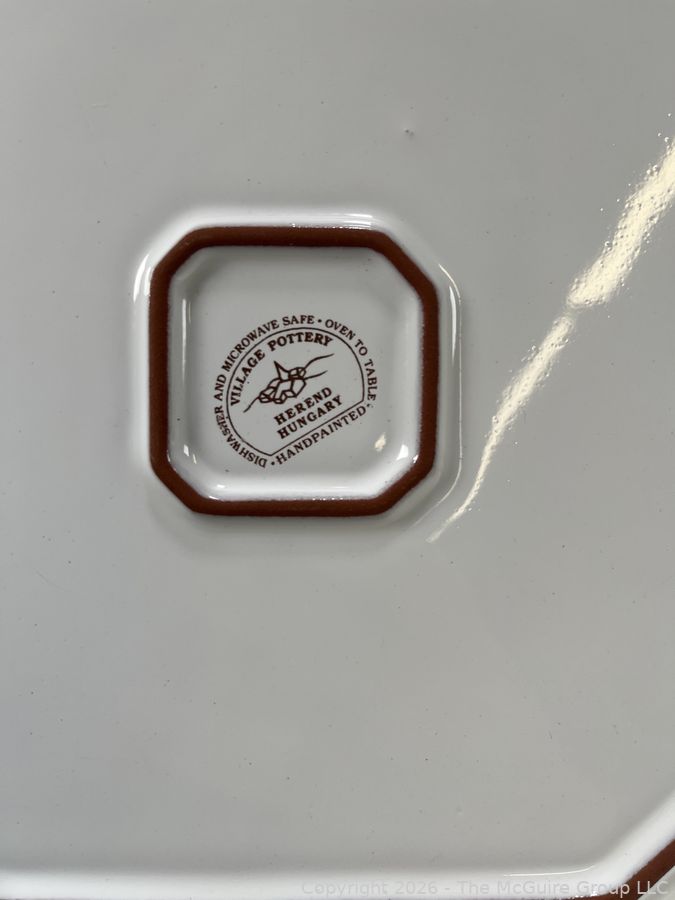 DISHWASHER AND MICROWAVE SAFE • OVEN TO TABLE • HANDPAINTED •
VILLAGE POTTERY
HEREND
HUNGARY
Copyright 2026 - The McGuire Group LLC